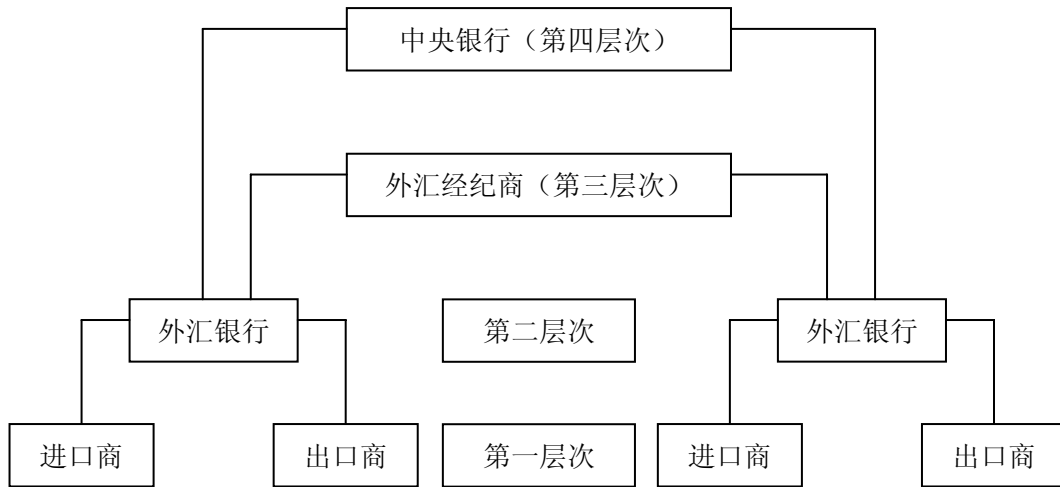 中央银行（第四层次）
外汇经纪商（第三层次）
外汇银行
第二层次
外汇银行
进口商
出口商
第一层次
进口商
出口商